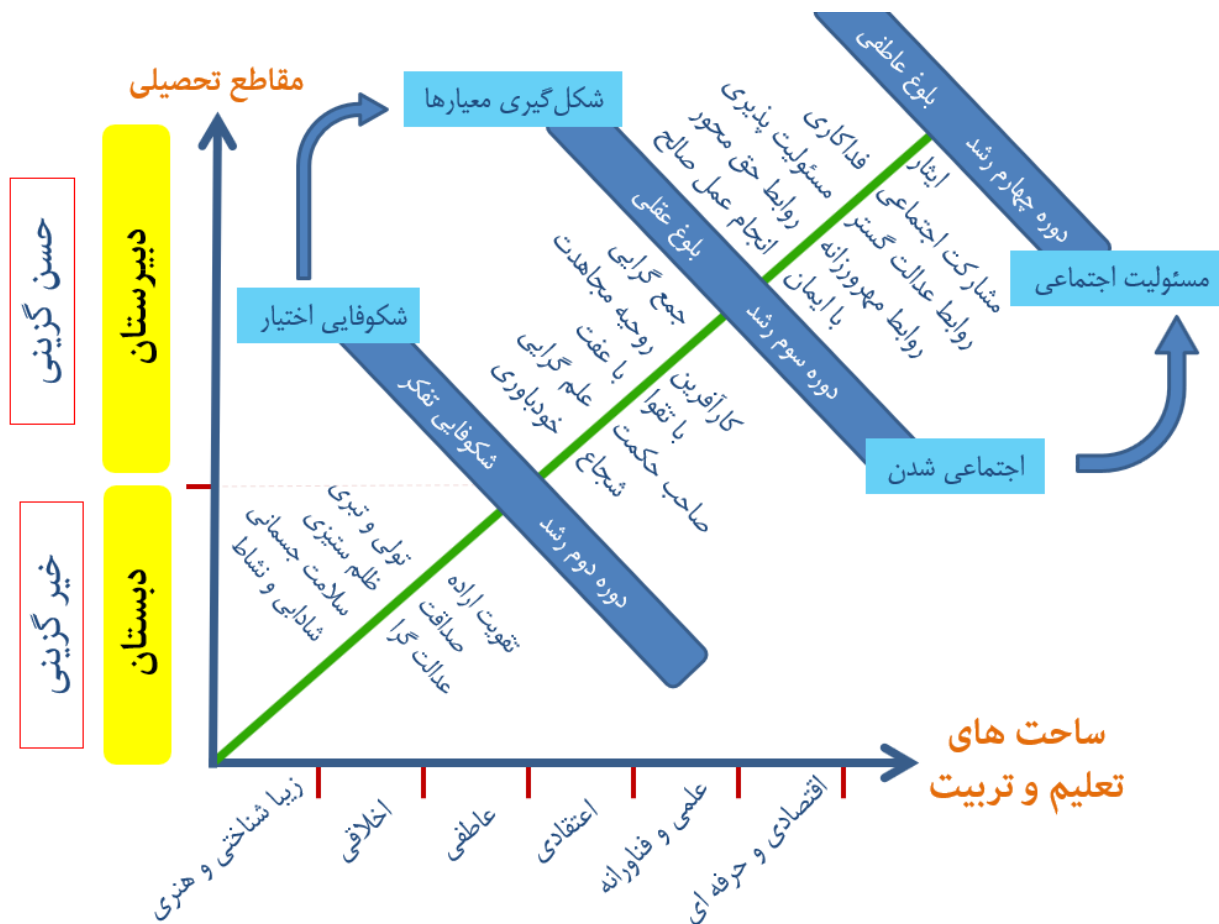 مقاطع تحصیلی
دبیرستان
حسن گزینی
دبستان
خیر گزینی
شکل‌گیری معیارها
شکوفایی اختیار
بلوغ عاطفی
دوره چهارم رشد
مسئولیت اجتماعی
فداکاری
مسئولیت پذیری
روابط حق محور
انجام عمل صالح
ایثار
مشارکت اجتماعی
روابط عدالت گستر
روابط مهرورزانه
با ایمان
بلوغ عقلی
دوره سوم رشد
اجتماعی شدن
جمع گرایی
روحیه مجاهدت
با عفت
علم گرایی
خودباوری
کارآفرین
با تقوا
صاحب حکمت
شجاع
شکوفایی تفکر
دوره دوم رشد
تولی و تبری
ظلم ستیزی
سلامت جسمانی
شادابی و نشاط
تقویت اراده
صداقت
عدالت گرا
ساحت های
تعلیم و تربیت
زیبا شناختی و هنری
اخلاقی
عاطفی
اعتقادی
علمی و فناورانه
اقتصادی و حرفه ای